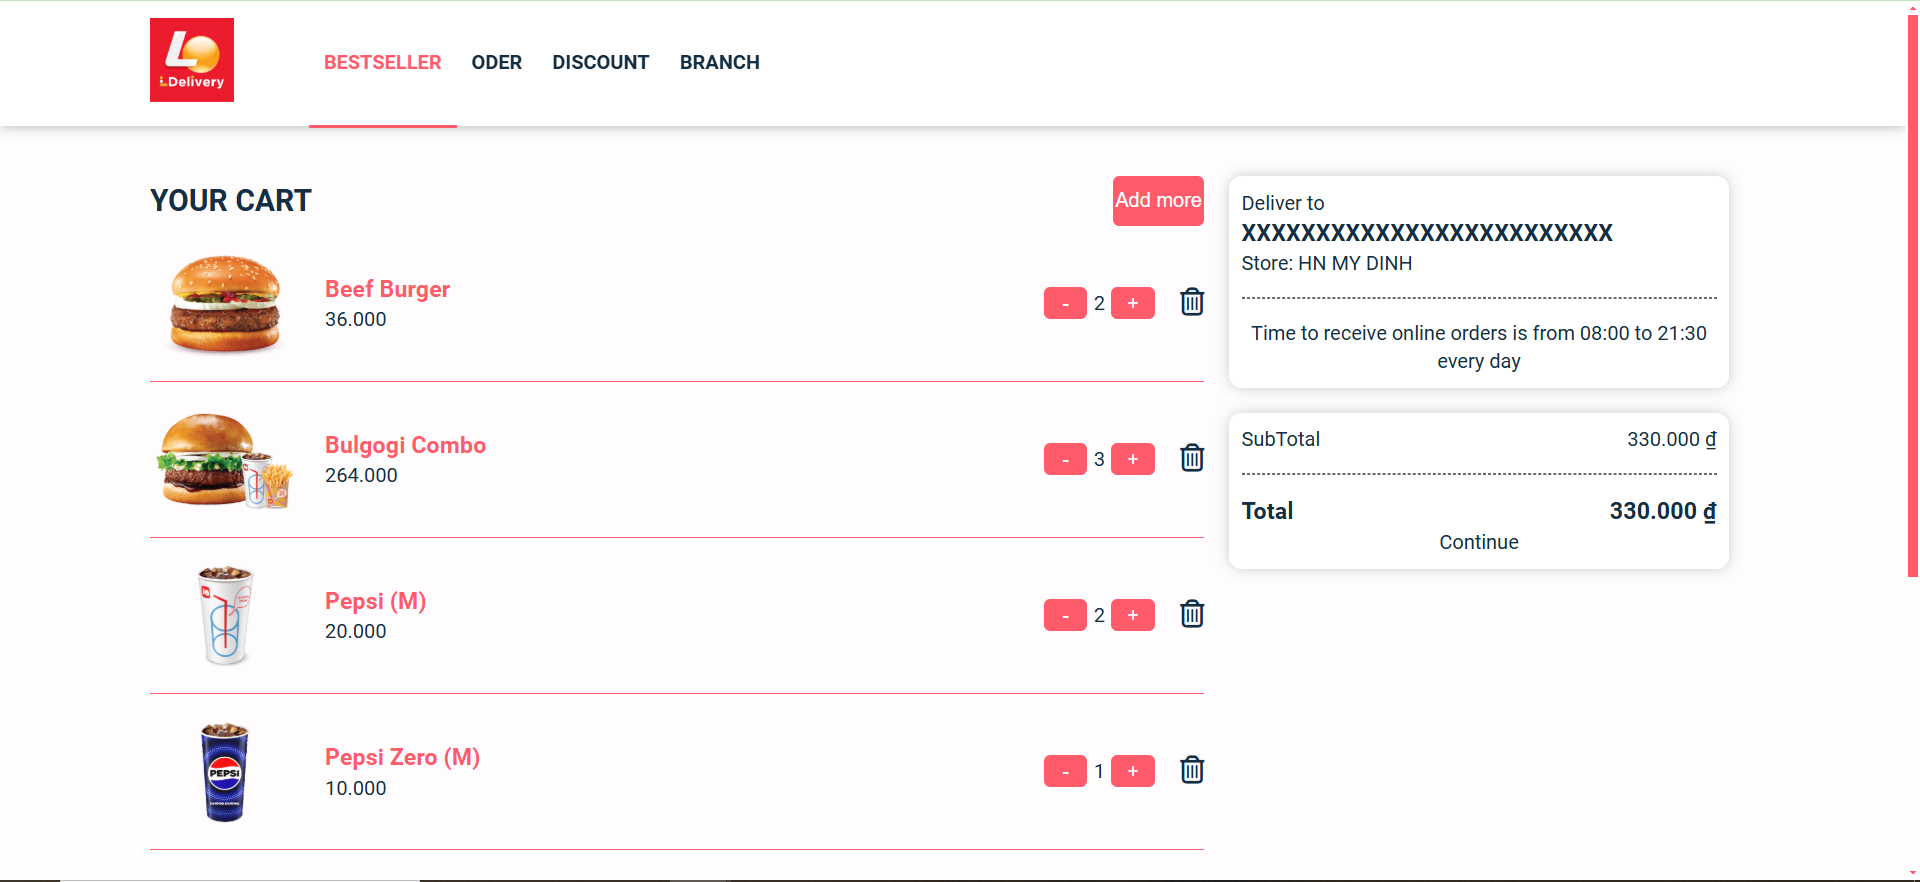 LDelivery
BESTSELLER
ODER
DISCOUNT
BRANCH
YOUR CART
Add more
Beef Burger
36.000
- 2 +
Bulgogi Combo
264.000
- 3 +
Pepsi (M)
20.000
- 2 +
Pepsi Zero (M)
10.000
- 1 +
PEPSI
Deliver to
XXXXXXXXXXXXXXXXXXXXXXXXX
Store: HN MY DINH
Time to receive online orders is from 08:00 to 21:30
every day
SubTotal 330.000 ₫
Total 330.000 ₫
Continue